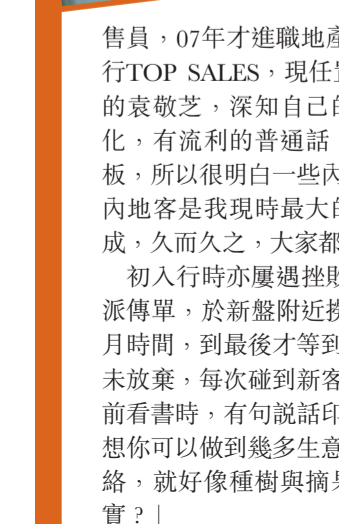 售員，07年才進職地產
行TOP SALES，現任
的袁敬芝，深知自己
化，有流利的普通話
板，所以很明白一些內
內地客是我現時最大的
成，久而久之，大家都
初入行時亦屢遇挫敗
派傳單，於新盤附近
月時間，到最後才等到
未放棄，每次碰到新客
前看書時，有句說話印
想你可以做到幾多生意
絡，就好像種樹與摘果
實？」